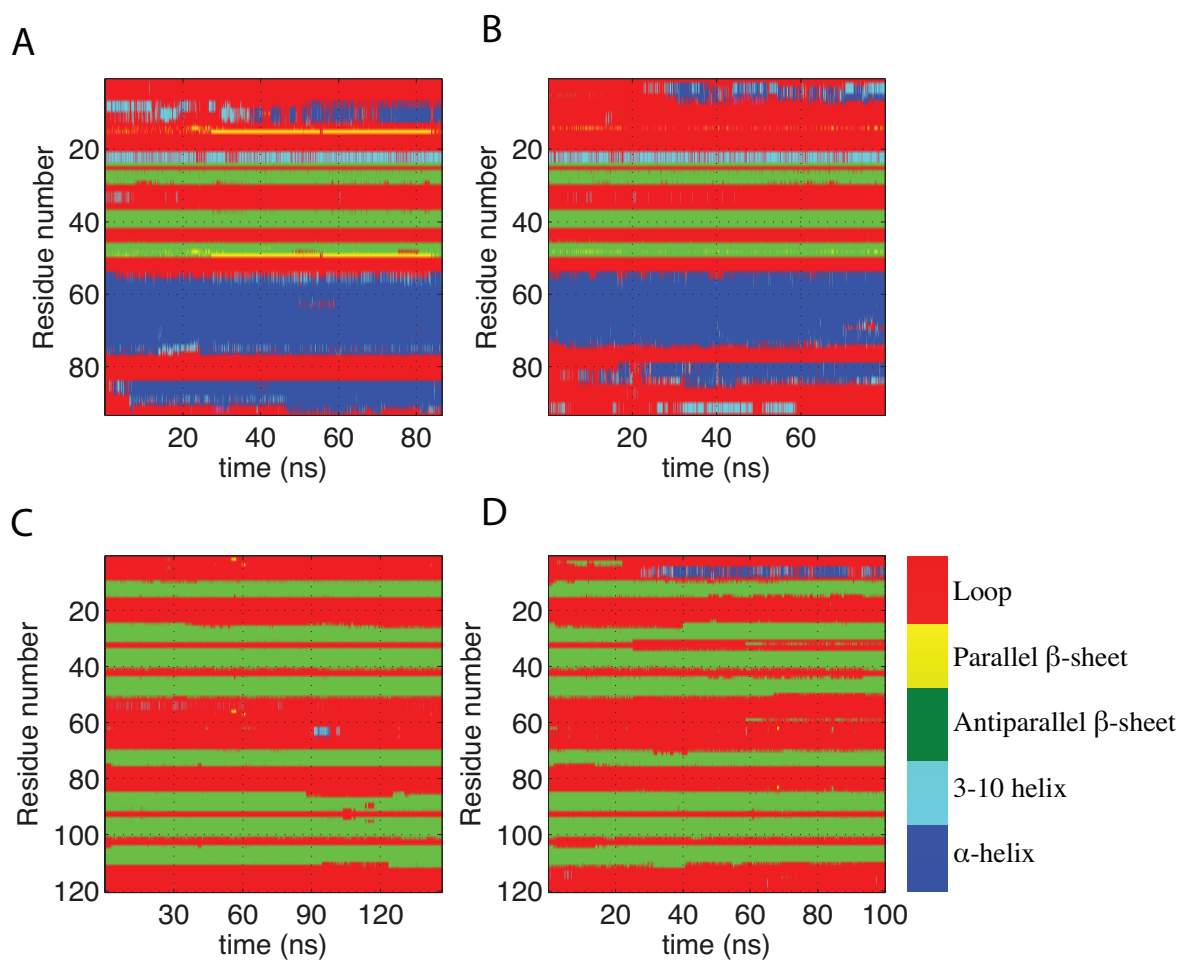 A
B
Residue number
20
40
60
80
20
40
60
80
time (ns)
20
40
60
time (ns)
C
D
Residue number
20
40
60
80
100
120
30
60
90
120
time (ns)
Residue number
20
40
60
80
100
120
20
40
60
80
100
time (ns)
Residue number
20
40
60
80
Loop
Parallel β-sheet
Antiparallel β-sheet
3-10 helix
α-helix